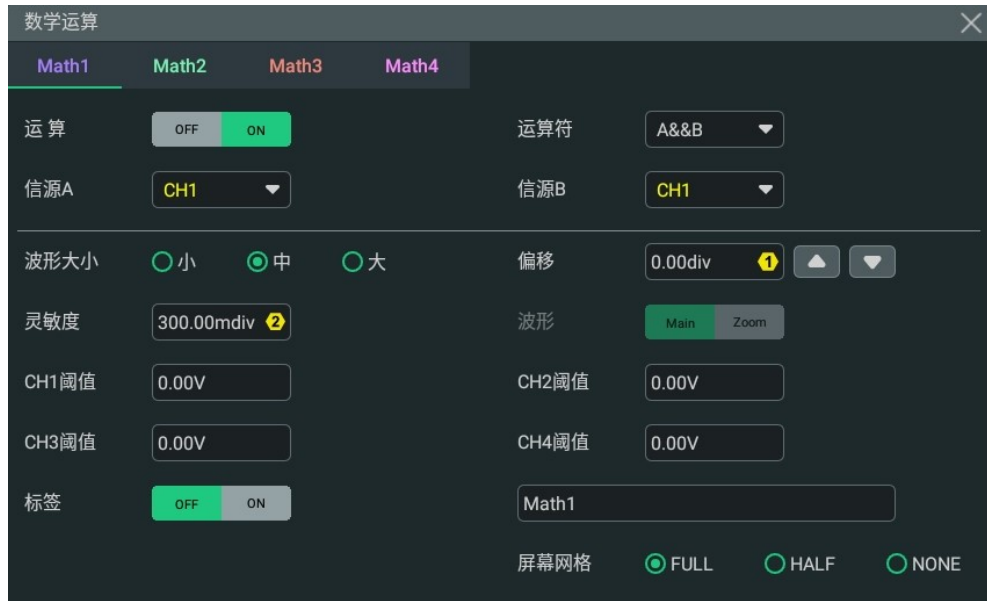 数学运算
Math1 Math2 Math3 Math4
运 算 OFF ON 运算符 A&&B
信源A CH1 信源B CH1
波形大小 小 中 大 偏移 0.00div 1
灵敏度 300.00mdiv 2 波形 Main Zoom
CH1阈值 0.00V CH2阈值 0.00V
CH3阈值 0.00V CH4阈值 0.00V
标签 OFF ON Math1
屏幕网格 FULL HALF NONE